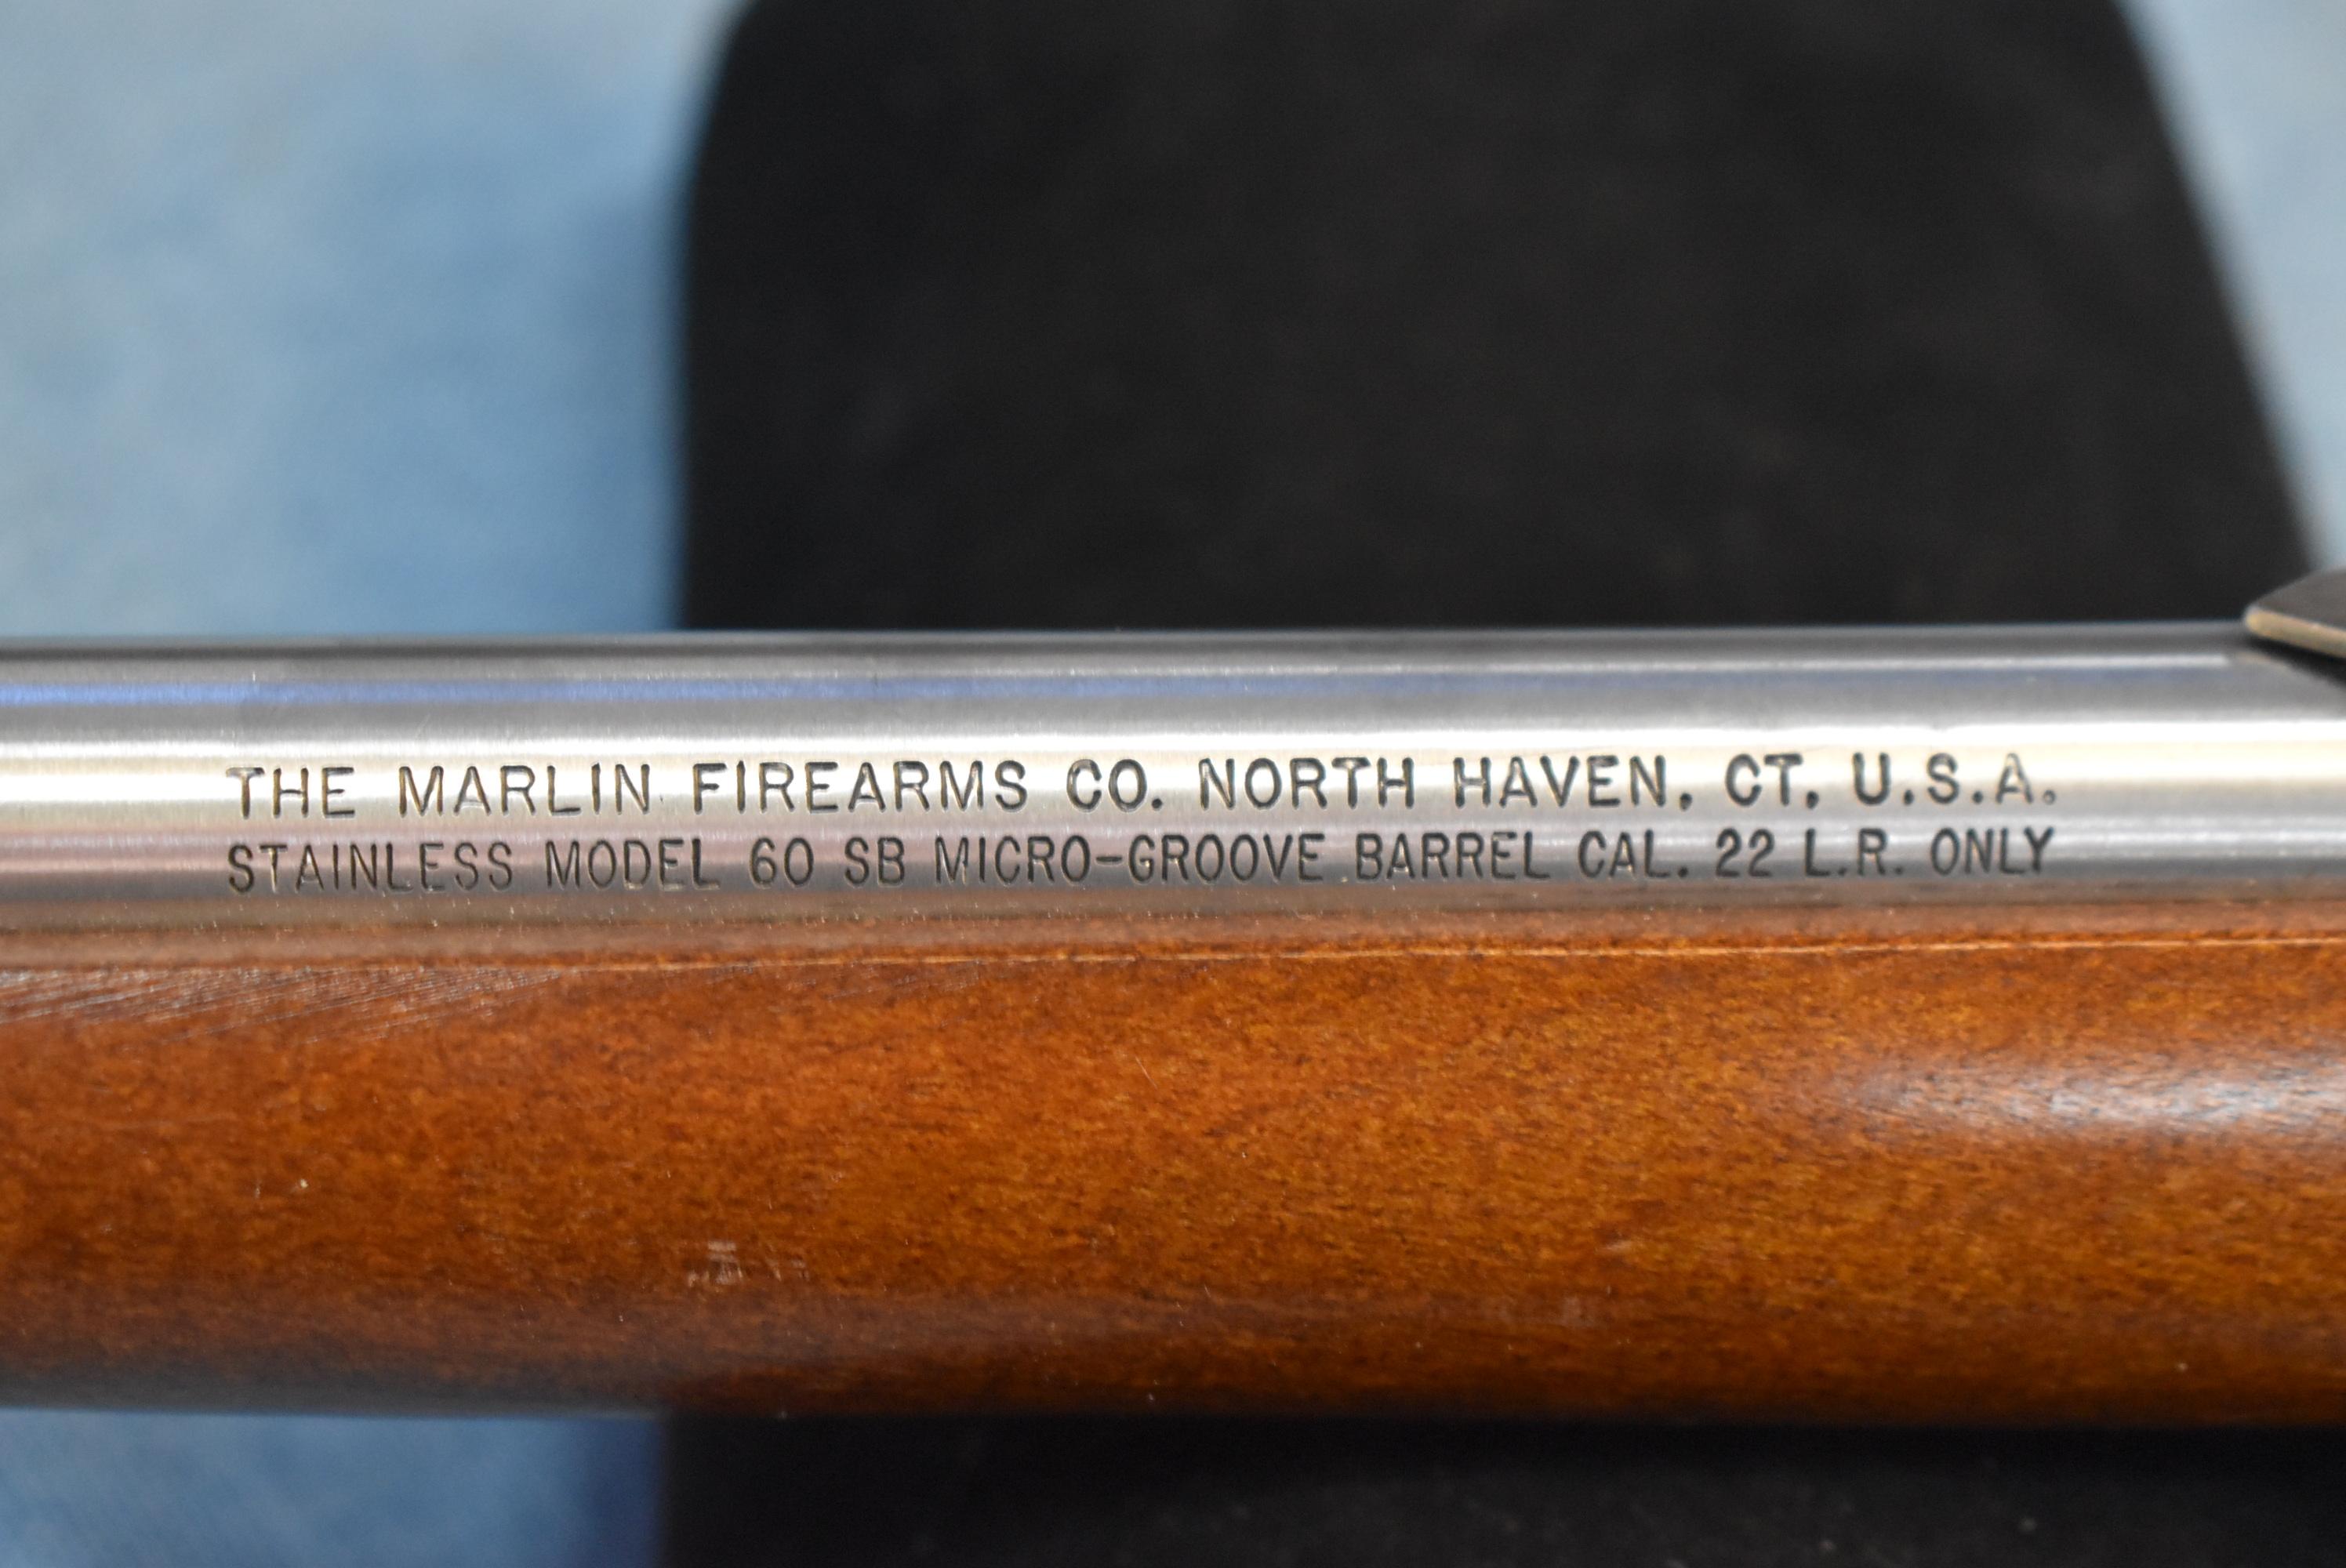 THE MARLIN FIREARMS CO. NORTH HAVEN, CT. U.S.A.
STAINLESS MODEL 60 SB MICRO-GROOVE BARREL CAL. 22 L.R. ONLY